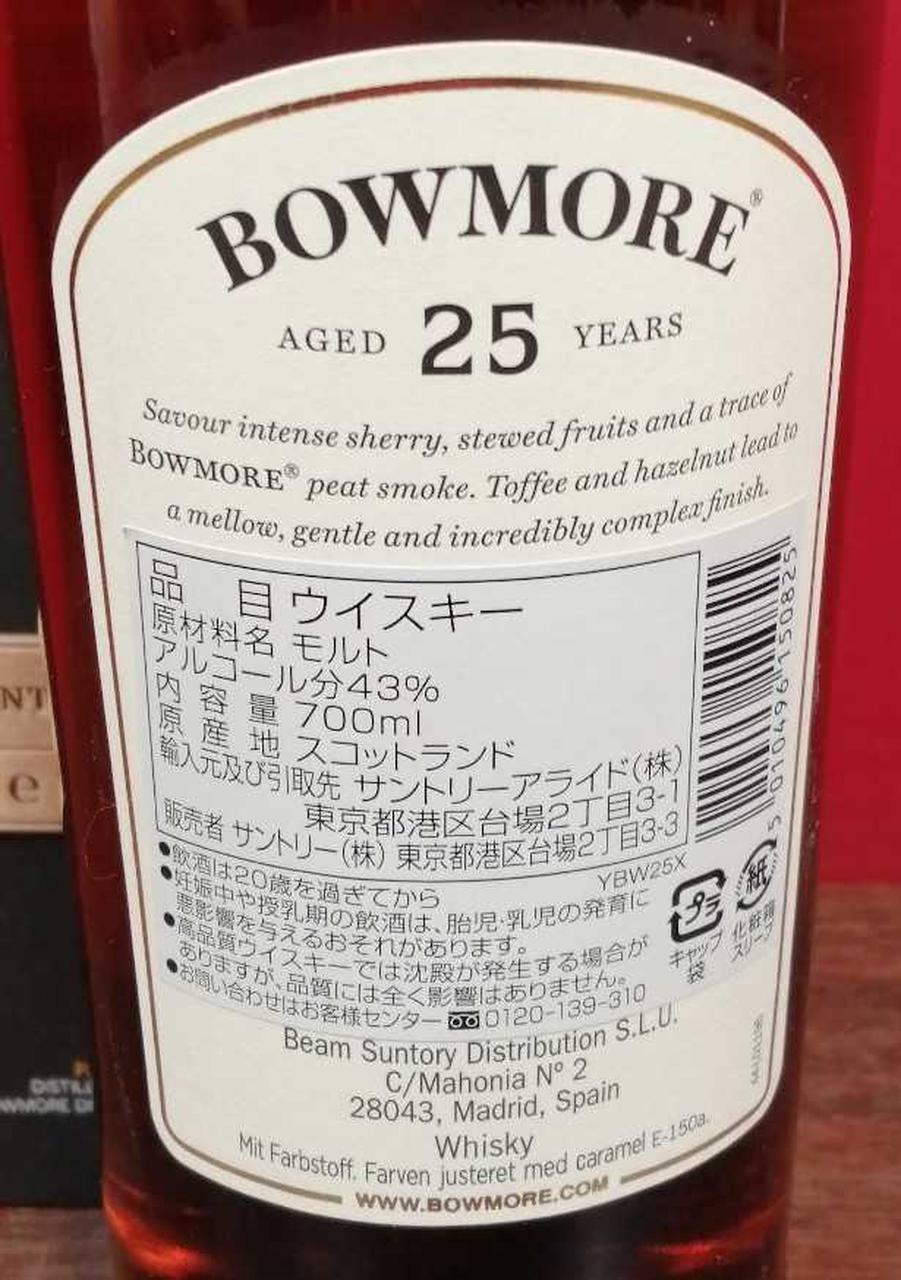 BOWMORE®
AGED 25 YEARS
Savour intense sherry, stewed fruits and a trace of
BOWMORE® peat smoke. Toffee and hazelnut lead to
a mellow, gentle and incredibly complex finish.
品 目 ウイスキー
原材料名 モルト
アルコール分43%
内容量 700ml
原産地 スコットランド
輸入元及び引取先 サントリーアライド(株)
東京都港区台場2丁目3-1
販売者 サントリー(株) 東京都港区台場2丁目3-3
5 010496 150825
YBW25X
●飲酒は20歳を過ぎてから
●妊娠中や授乳期の飲酒は、胎児・乳児の発育に
悪影響を与えるおそれがあります。
●高品質ウイスキーでは沈殿が発生する場合が
ありますが、品質には全く影響はありません。
●お問い合わせはお客様センター 0120-139-310
プラ
キャップ
袋
紙
化粧箱
スリーブ
Beam Suntory Distribution S.L.U.
C/Mahonia Nº 2
28043, Madrid, Spain
Whisky
Mit Farbstoff. Farven justeret med caramel E-150a.
WWW.BOWMORE.COM
NT
e
DISTILL